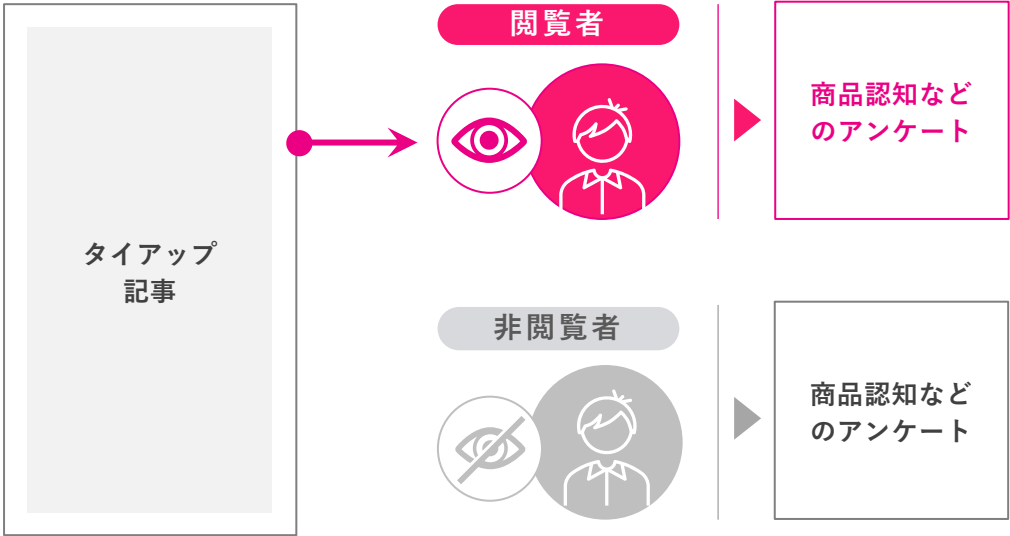 タイアップ
記事
閲覧者
商品認知など
のアンケート
非閲覧者
商品認知など
のアンケート